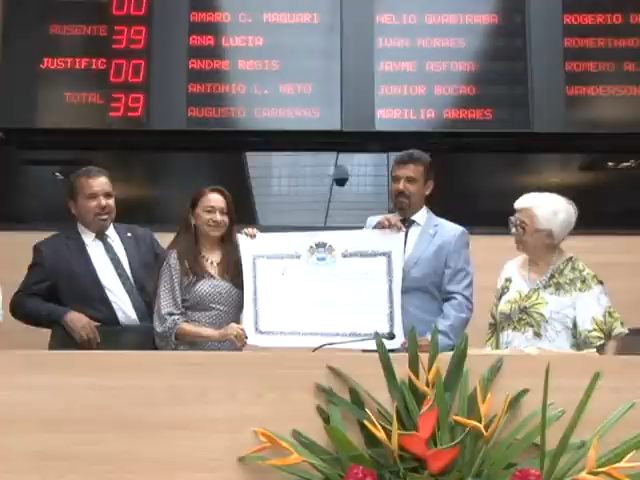 00
AUSENTE 39
JUSTIFIC 00
TOTAL 39
AMARO C. MAGUARI
ANA LUCIA
ANDRE REGIS
ANTONIO L. NETO
AUGUSTO CARRERAS
HELIO GUABIRABA
IVAN MORAES
JAYME ASFORA
JUNIOR BOCAO
MARILIA ARRAES
ROGERIO
ROMERINHO
ROMERO AL
WANDERSON